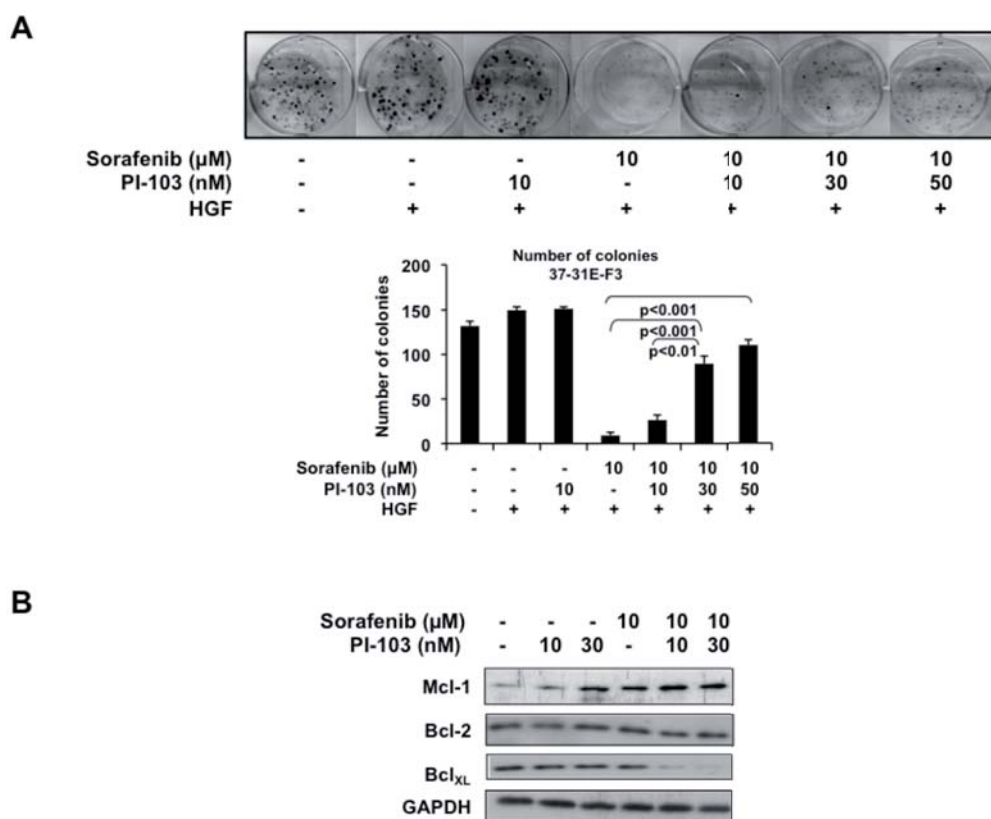 A
Sorafenib (µM) - - - 10 10 10 10
PI-103 (nM) - - 10 - 10 30 50
HGF - + + + + + +
Number of colonies
37-31E-F3
200
150
100
50
0
Number of colonies
p<0.001
p<0.001
p<0.01
Sorafenib (µM) - - - 10 10 10 10
PI-103 (nM) - - 10 - 10 30 50
HGF - + + + + + +
B
Sorafenib (µM) - - - 10 10 10
PI-103 (nM) - 10 30 - 10 30
Mcl-1
Bcl-2
BclXL
GAPDH